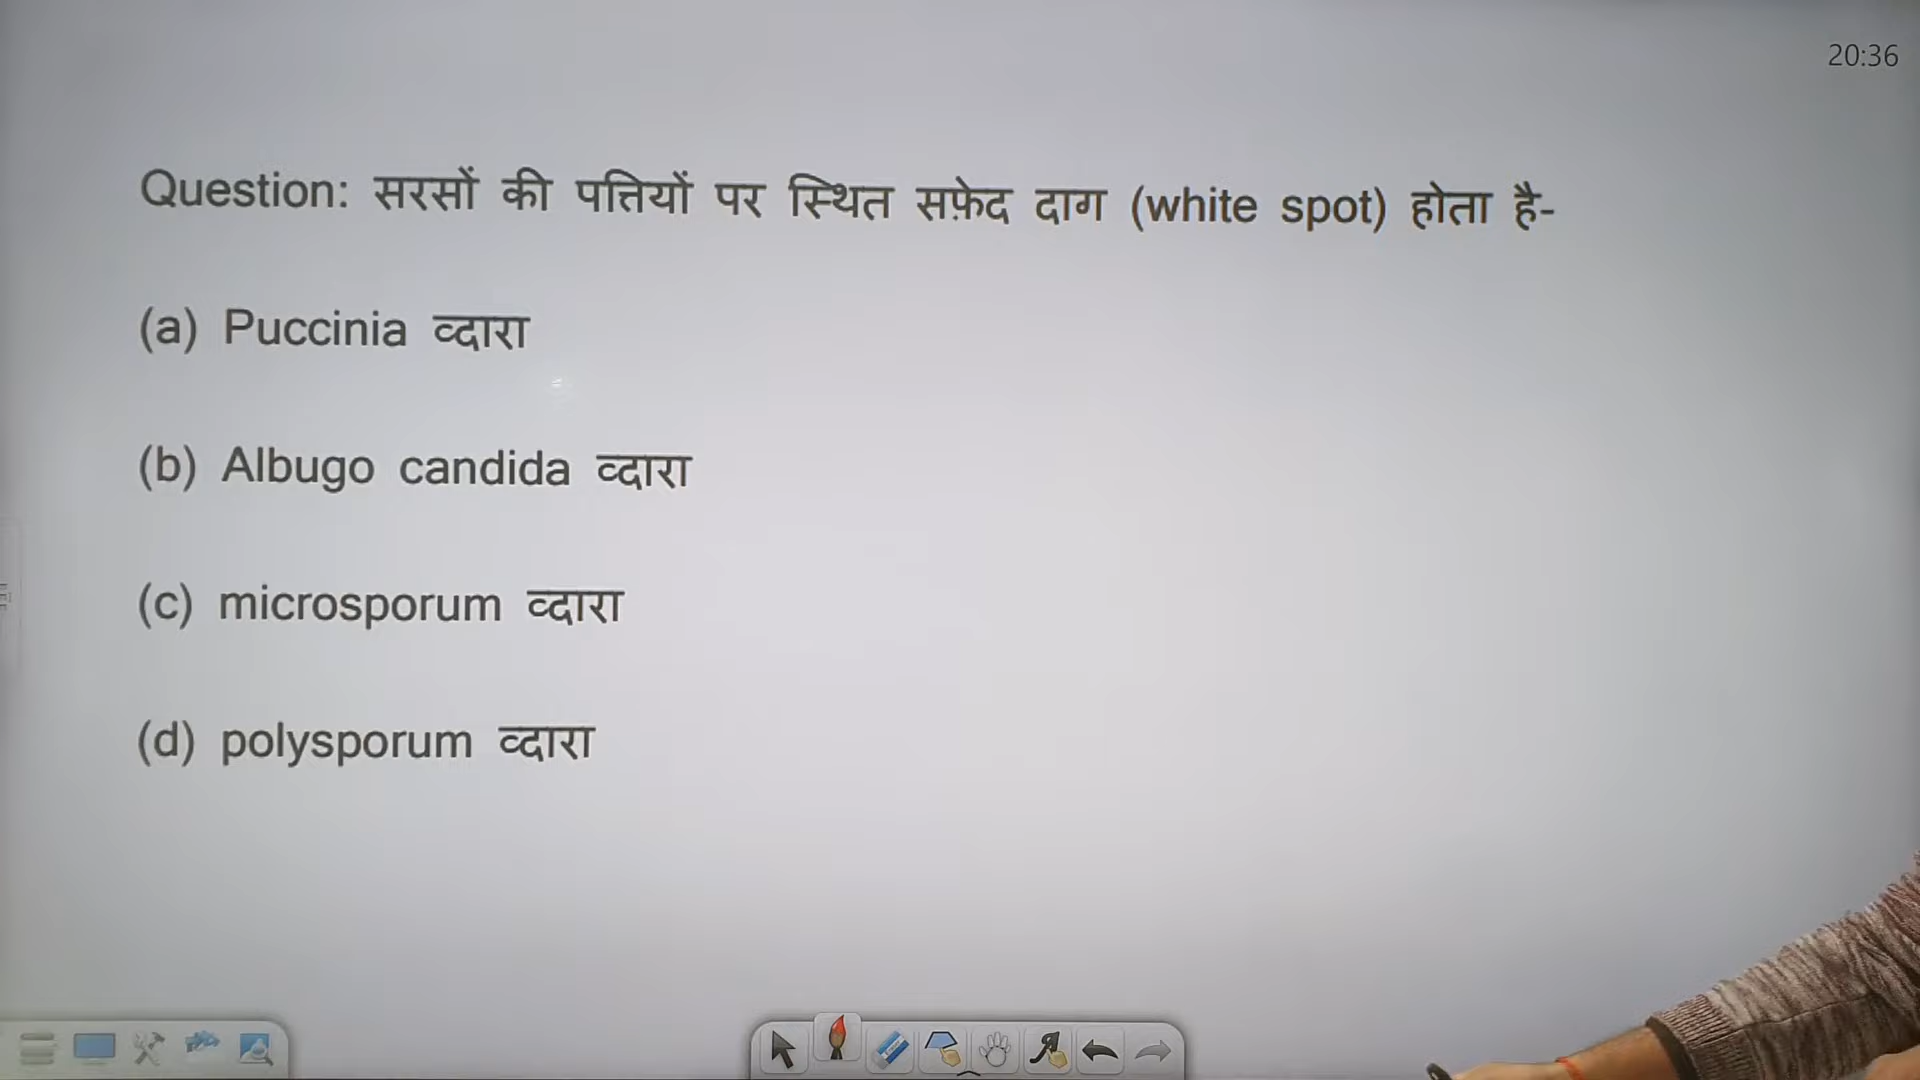 20:36
Question: सरसों की पत्तियों पर स्थित सफ़ेद दाग (white spot) होता है-
(a) Puccinia व्दारा
(b) Albugo candida व्दारा
(c) microsporum व्दारा
(d) polysporum व्दारा